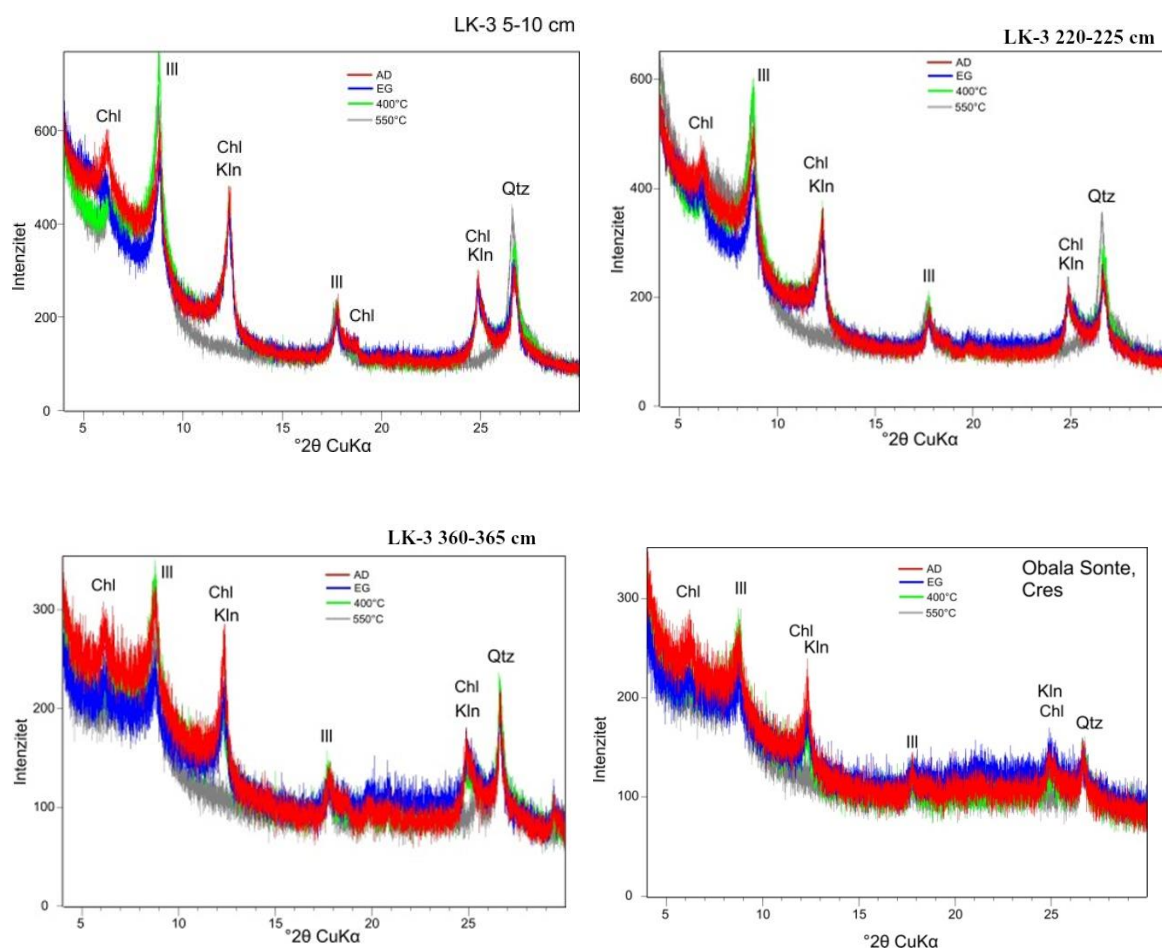 LK-3 5-10 cm
Ill
AD
EG
400°C
550°C
Chl
600
Chl
Kln
Qtz
400
Intenzitet
Chl
Kln
Ill
Chl
200
0
5
10
15
20
25
°2θ CuKα
LK-3 220-225 cm
600
Ill
AD
EG
400°C
550°C
Chl
Chl
Kln
Qtz
400
Intenzitet
Chl
Kln
Ill
200
0
5
10
15
20
25
°2θ CuKα
LK-3 360-365 cm
Ill
AD
EG
400°C
550°C
Chl
Chl
Kln
300
Qtz
Chl
Kln
Intenzitet
200
Ill
100
0
5
10
15
20
25
°2θ CuKα
Obala Sonte,
Cres
AD
EG
400°C
550°C
Chl
Ill
300
Chl
Kln
Kln
Chl
Qtz
Intenzitet
200
Ill
100
0
5
10
15
20
25
°2θ CuKα